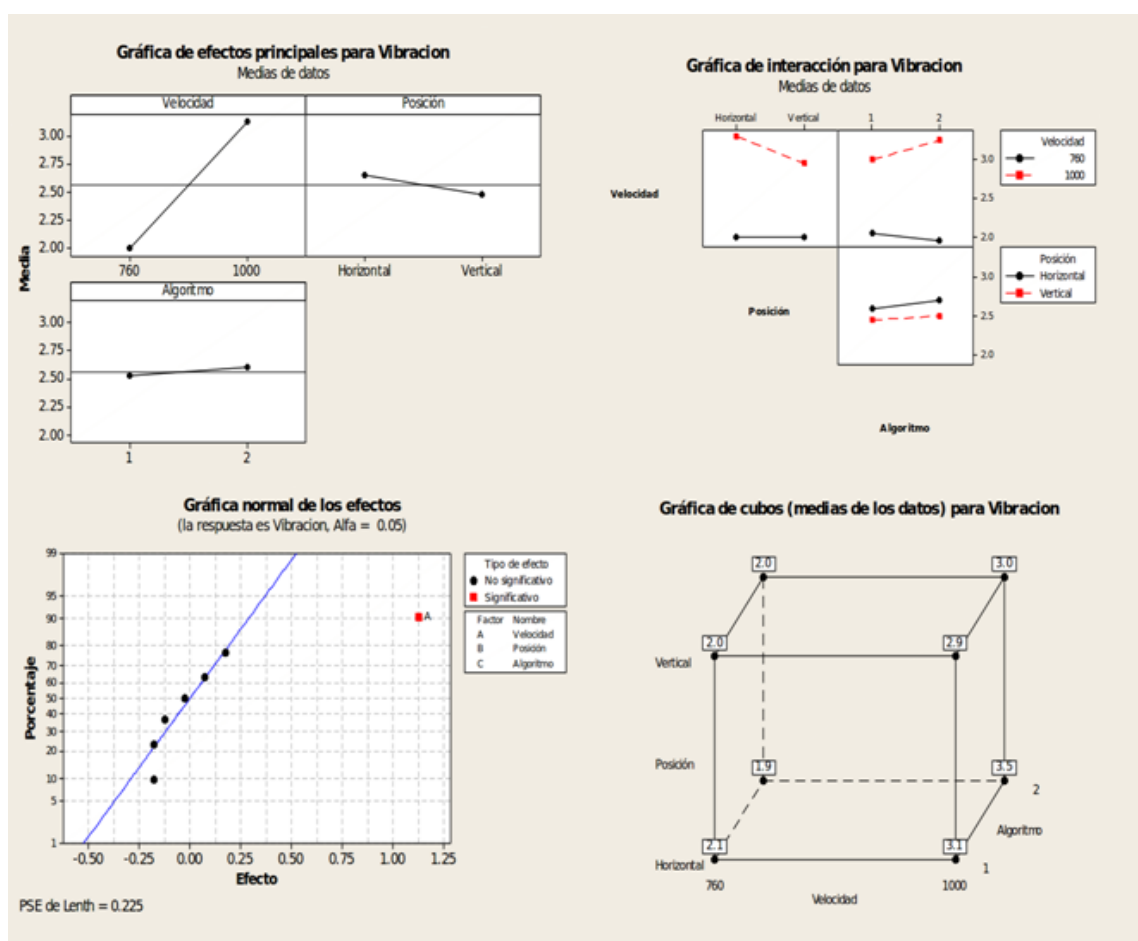 Gráfica de efectos principales para Vibracion
Medias de datos
Velocidad Posición
3.00
2.75
2.50
2.25
2.00
Media
760 1000 Horizontal Vertical
Algoritmo
3.00
2.75
2.50
2.25
2.00
1 2
Gráfica de interacción para Vibracion
Medias de datos
Horizontal Vertical 1 2
Velocidad
3.0
2.5
2.0
Velocidad
760
1000
Posición
3.0
2.5
2.0
Posición
Horizontal
Vertical
Algoritmo
Gráfica normal de los efectos
(la respuesta es Vibracion, Alfa = 0.05)
99
95
90
80
70
60
50
40
30
20
10
5
1
Porcentaje
A
-0.50 -0.25 0.00 0.25 0.50 0.75 1.00 1.25
Efecto
Tipo de efecto
No significativo
Significativo
Factor Nombre
A Velocidad
B Posición
C Algoritmo
PSE de Lenth = 0.225
Gráfica de cubos (medias de los datos) para Vibracion
2.0 3.0
2.0 2.9
Vertical
Posición
1.9 3.5
2
Algoritmo
2.1 3.1
Horizontal
1
760 1000
Velocidad